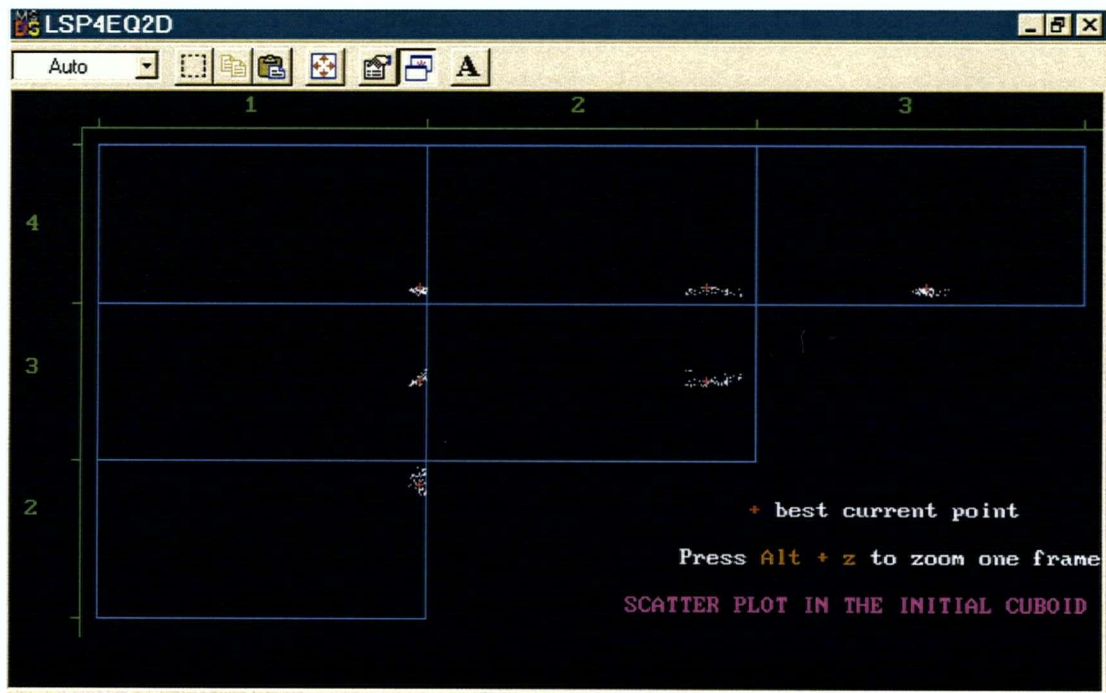 LSP4EQ2D
Auto
A
1 2 3
4
3
2
+ best current point
Press Alt + z to zoom one frame
SCATTER PLOT IN THE INITIAL CUBOID